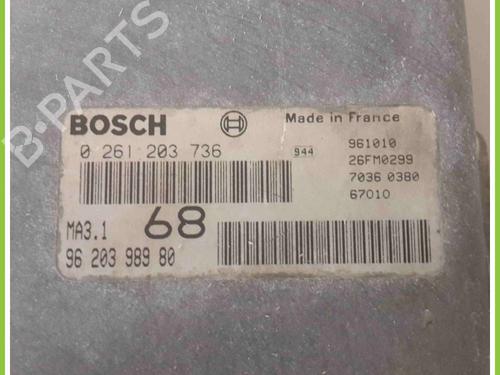 B-PARTS
BOSCH
Made in France
0 261 203 736
944
961010
26FM0299
7036 0380
67010
MA3.1
68
96 203 989 80